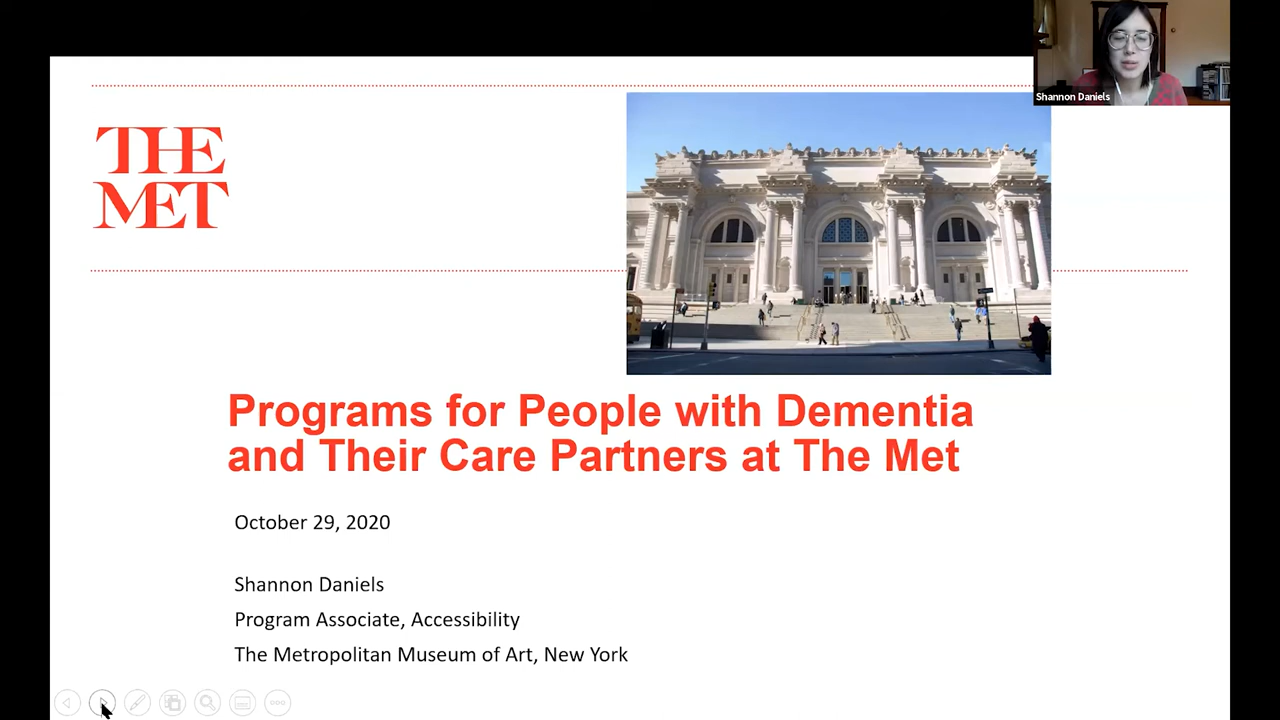 Shannon Daniels
THE
MET
Programs for People with Dementia
and Their Care Partners at The Met
October 29, 2020
Shannon Daniels
Program Associate, Accessibility
The Metropolitan Museum of Art, New York